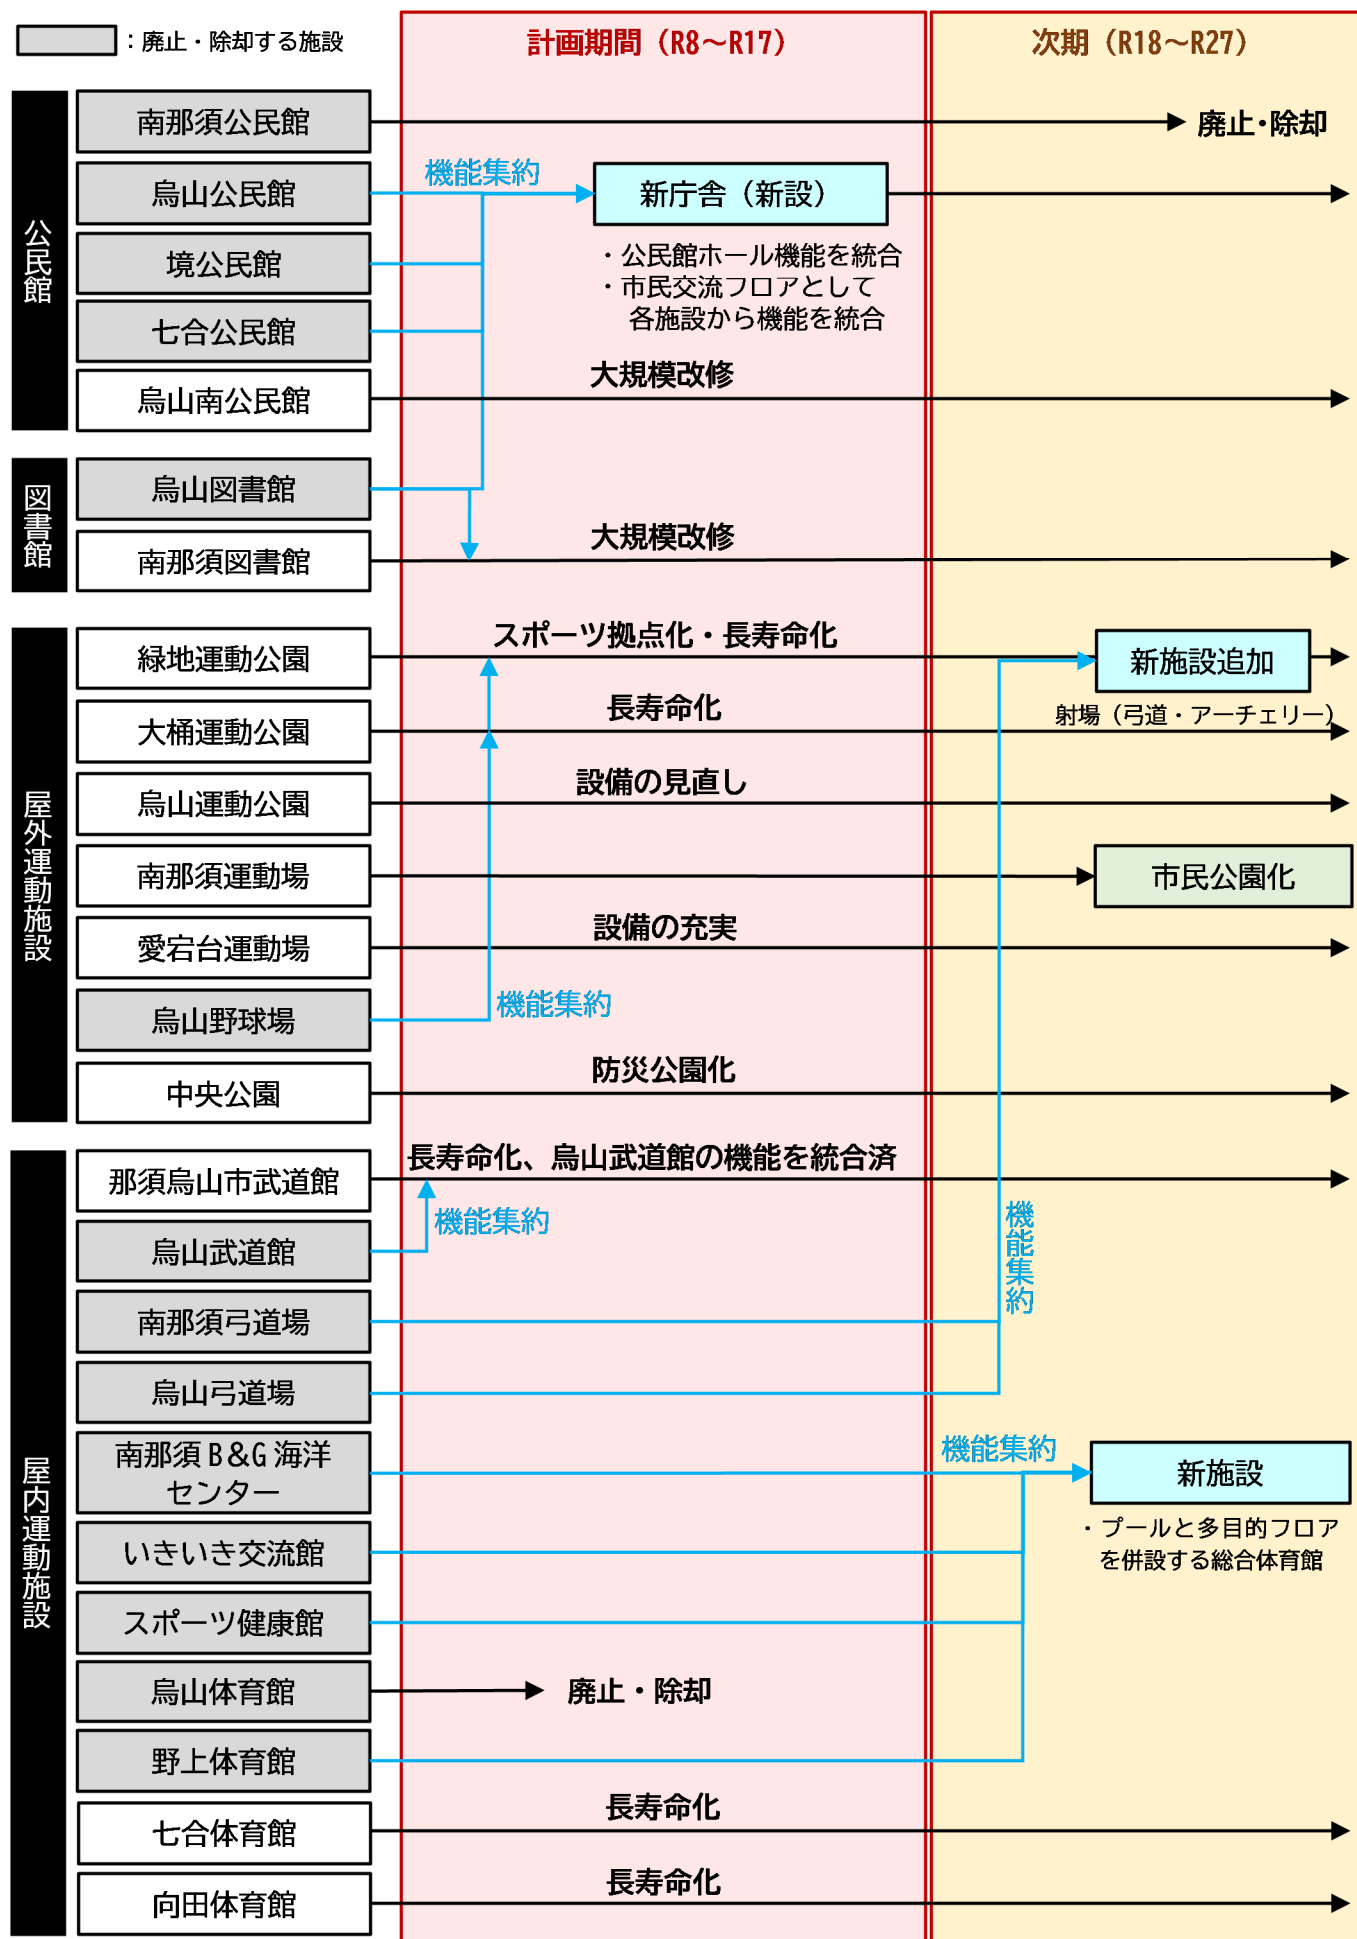 ：廃止・除却する施設
計画期間（R8～R17）
次期（R18～R27）
公民館
南那須公民館
廃止・除却
烏山公民館
機能集約
新庁舎（新設）
境公民館
・公民館ホール機能を統合
・市民交流フロアとして
各施設から機能を統合
七合公民館
烏山南公民館
大規模改修
図書館
烏山図書館
南那須図書館
大規模改修
屋外運動施設
緑地運動公園
スポーツ拠点化・長寿命化
新施設追加
射場（弓道・アーチェリー）
大桶運動公園
長寿命化
烏山運動公園
設備の見直し
南那須運動場
市民公園化
愛宕台運動場
設備の充実
烏山野球場
機能集約
中央公園
防災公園化
屋内運動施設
那須烏山市武道館
長寿命化、烏山武道館の機能を統合済
烏山武道館
機能集約
機能集約
南那須弓道場
烏山弓道場
南那須B＆G海洋
センター
機能集約
新施設
・プールと多目的フロア
を併設する総合体育館
いきいき交流館
スポーツ健康館
烏山体育館
廃止・除却
野上体育館
七合体育館
長寿命化
向田体育館
長寿命化